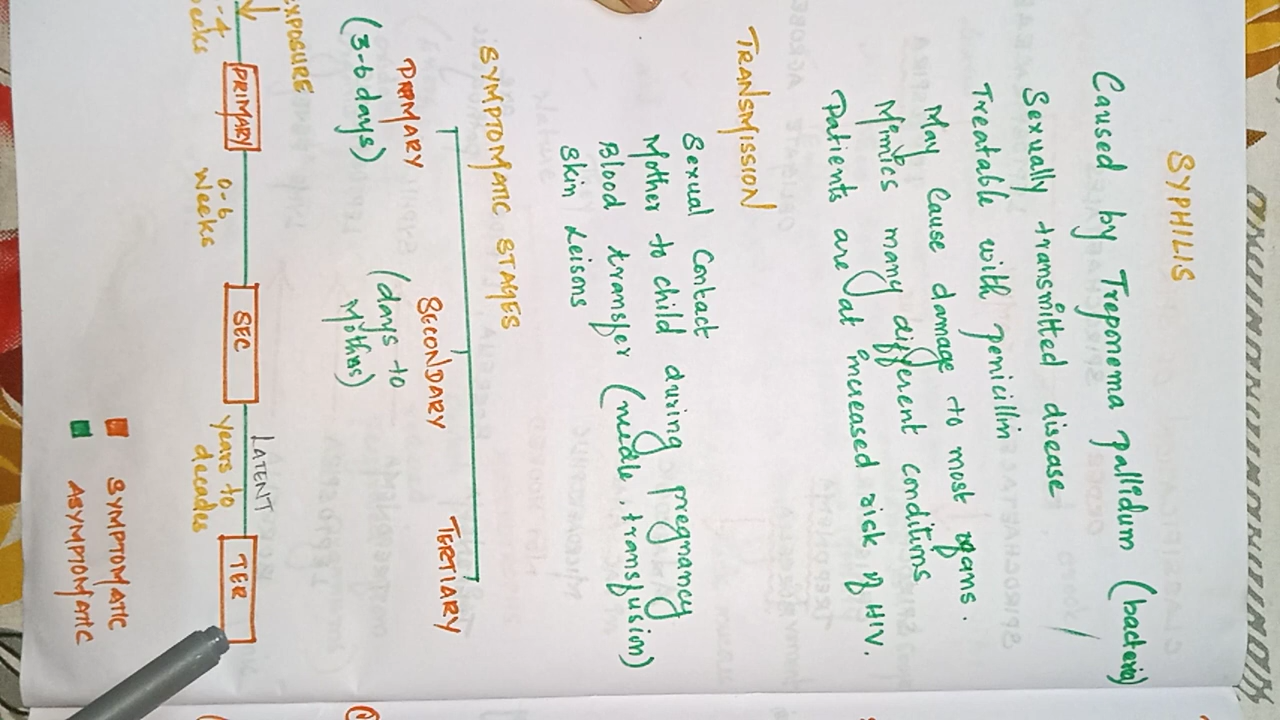 SYPHILIS
Caused by Treponema pallidum (bacteria)
Sexually transmitted disease
Treatable with penicillin
May Cause damage to most ogans.
Mimics many different conditions
Patients are at increased risk of HIV.
TRANSMISSION
Sexual Contact
Mother to child during pregnancy
Blood transfer (needle, transfusion)
Skin Leisons
SYMPTOMATIC STAGES
PRIMARY SECONDARY TERTIARY
(3-6 days) (days to
Moths)
EXPOSURE
LATENT
PRIMARY SEC TER
0-6 years to
weeks decades
SYMPTOMATIC
ASYMPTOMATIC